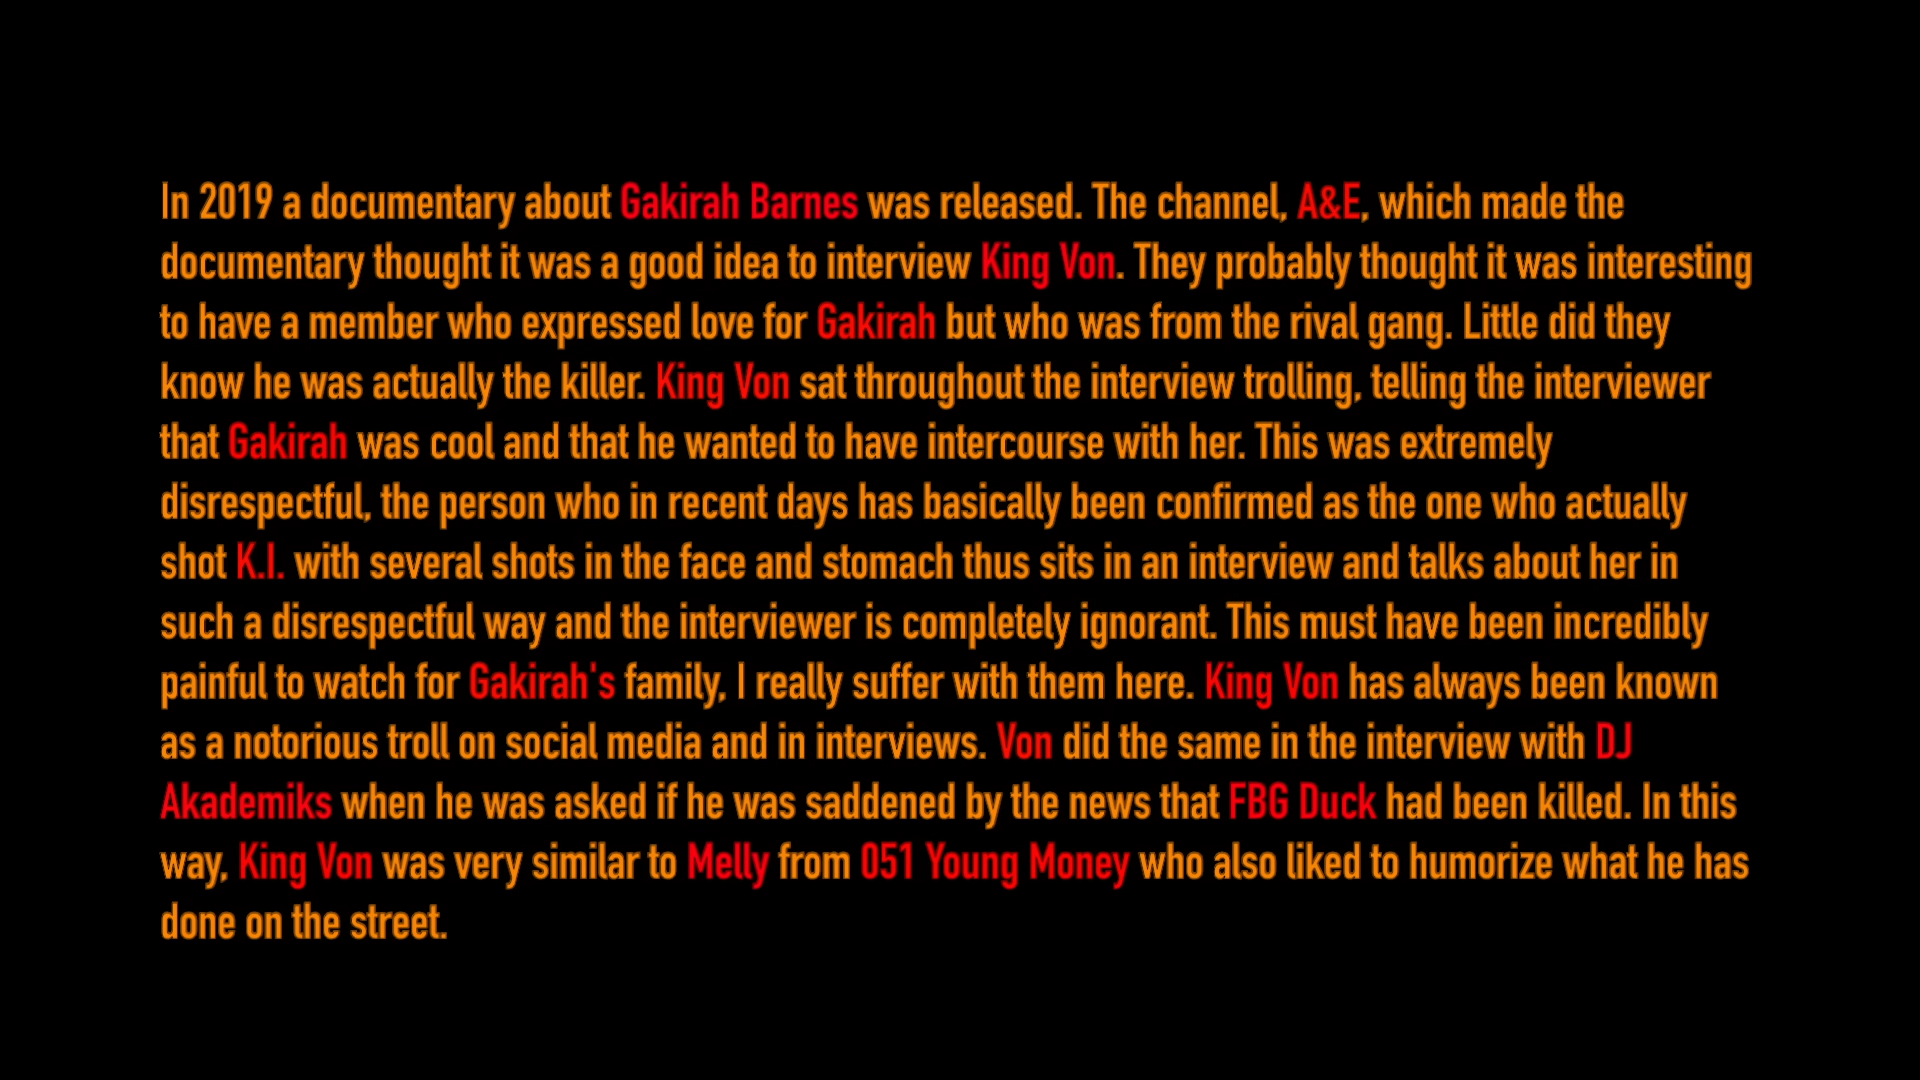 In 2019 a documentary about Gakirah Barnes was released. The channel, A&E, which made the
documentary thought it was a good idea to interview King Von. They probably thought it was interesting
to have a member who expressed love for Gakirah but who was from the rival gang. Little did they
know he was actually the killer. King Von sat throughout the interview trolling, telling the interviewer
that Gakirah was cool and that he wanted to have intercourse with her. This was extremely
disrespectful, the person who in recent days has basically been confirmed as the one who actually
shot K.I. with several shots in the face and stomach thus sits in an interview and talks about her in
such a disrespectful way and the interviewer is completely ignorant. This must have been incredibly
painful to watch for Gakirah's family, I really suffer with them here. King Von has always been known
as a notorious troll on social media and in interviews. Von did the same in the interview with DJ
Akademiks when he was asked if he was saddened by the news that FBG Duck had been killed. In this
way, King Von was very similar to Melly from 051 Young Money who also liked to humorize what he has
done on the street.